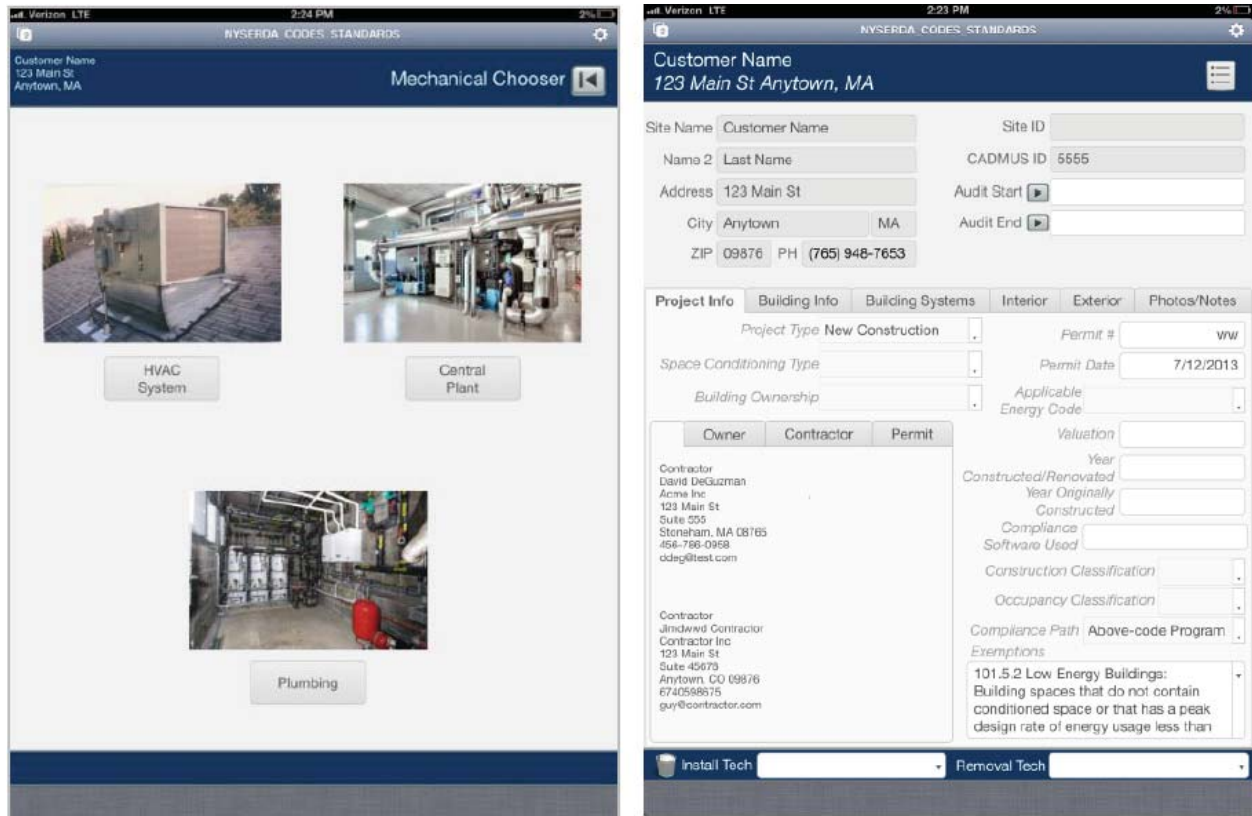 Verizon LTE 2:24 PM 2%
NYSERDA_CODES_STANDARDS
Customer Name
123 Main St
Anytown, MA
Mechanical Chooser
HVAC
System
Central
Plant
Plumbing
Verizon LTE 2:23 PM 2%
NYSERDA_CODES_STANDARDS
Customer Name
123 Main St Anytown, MA
Site Name Customer Name Site ID
Name 2 Last Name CADMUS ID 5555
Address 123 Main St Audit Start
City Anytown MA Audit End
ZIP 09876 PH (765) 948-7653
Project Info Building Info Building Systems Interior Exterior Photos/Notes
Project Type New Construction Permit # ww
Space Conditioning Type Permit Date 7/12/2013
Building Ownership Applicable
Energy Code
Owner Contractor Permit
Valuation
Year
Constructed/Renovated
Year Originally
Constructed
Compliance
Software Used
Construction Classification
Occupancy Classification
Compliance Path Above-code Program
Exemptions
101.5.2 Low Energy Buildings:
Building spaces that do not contain
conditioned space or that has a peak
design rate of energy usage less than
Contractor
David DeGuzman
Acme Inc
123 Main St
Suite 555
Stoneham, MA 08765
456-786-0958
ddeg@test.com
Contractor
Contractor
Contractor Inc
123 Main St
Suite 45678
Anytown, CO 09876
6740598675
guy@contractor.com
Install Tech Removal Tech